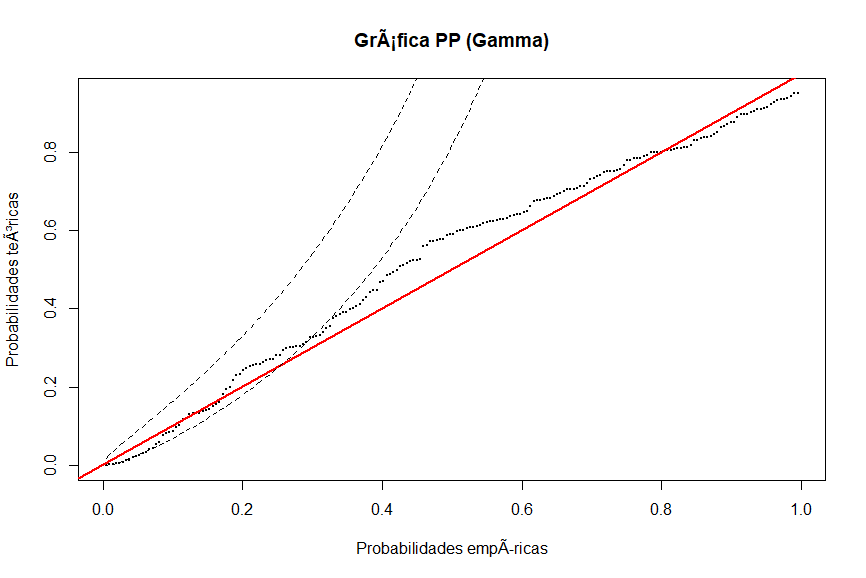 GrÃ¡fica PP (Gamma)
Probabilidades teÃ³ricas
0.8
0.6
0.4
0.2
0.0
0.0 0.2 0.4 0.6 0.8 1.0
Probabilidades empÃ­-ricas